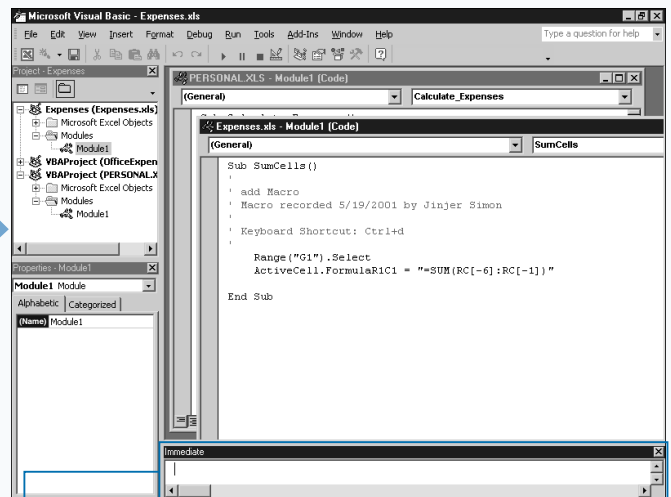 Microsoft Visual Basic - Expenses.xls
File Edit View Insert Format Debug Run Tools Add-Ins Window Help Type a question for help
Project - Expenses
Expenses (Expenses.xls)
Microsoft Excel Objects
Modules
Module1
VBAProject (OfficeExpen
VBAProject (PERSONAL.X
Microsoft Excel Objects
Modules
Module1
Properties - Module1
Module1 Module
Alphabetic Categorized
(Name) Module1
PERSONAL.XLS - Module1 (Code)
(General) Calculate_Expenses
Expenses.xls - Module1 (Code)
(General) SumCells
Sub SumCells()
'
' add Macro
' Macro recorded 5/19/2001 by Jinjer Simon
'
' Keyboard Shortcut: Ctrl+d
'
Range("G1").Select
ActiveCell.FormulaR1C1 = "=SUM(RC[-6]:RC[-1])"
End Sub
Immediate